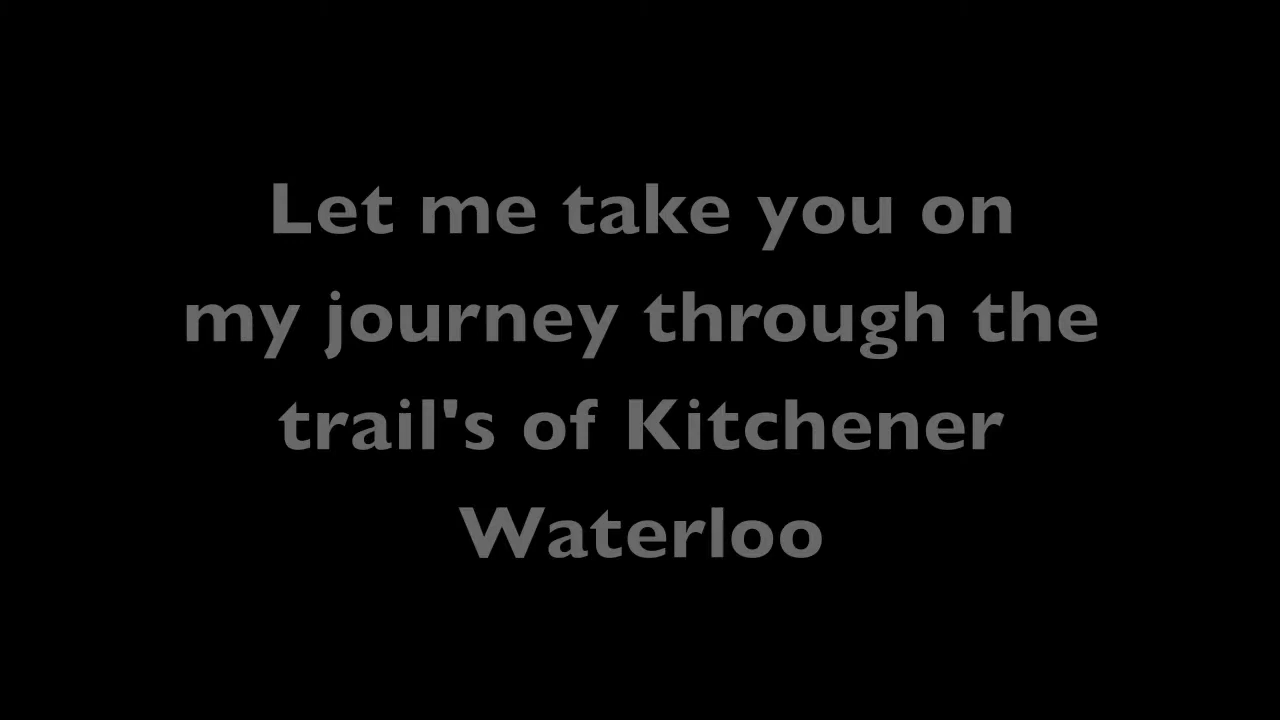 Let me take you on
my journey through the
trail's of Kitchener
Waterloo